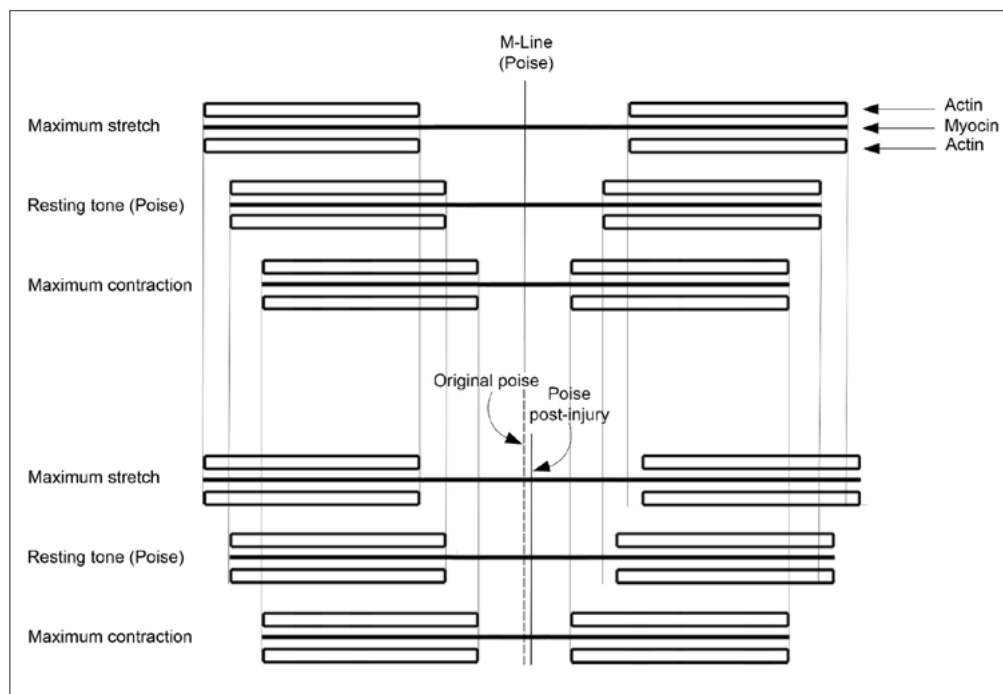 M-Line
(Poise)
Maximum stretch
Actin
Myocin
Actin
Resting tone (Poise)
Maximum contraction
Original poise
Poise
post-injury
Maximum stretch
Resting tone (Poise)
Maximum contraction